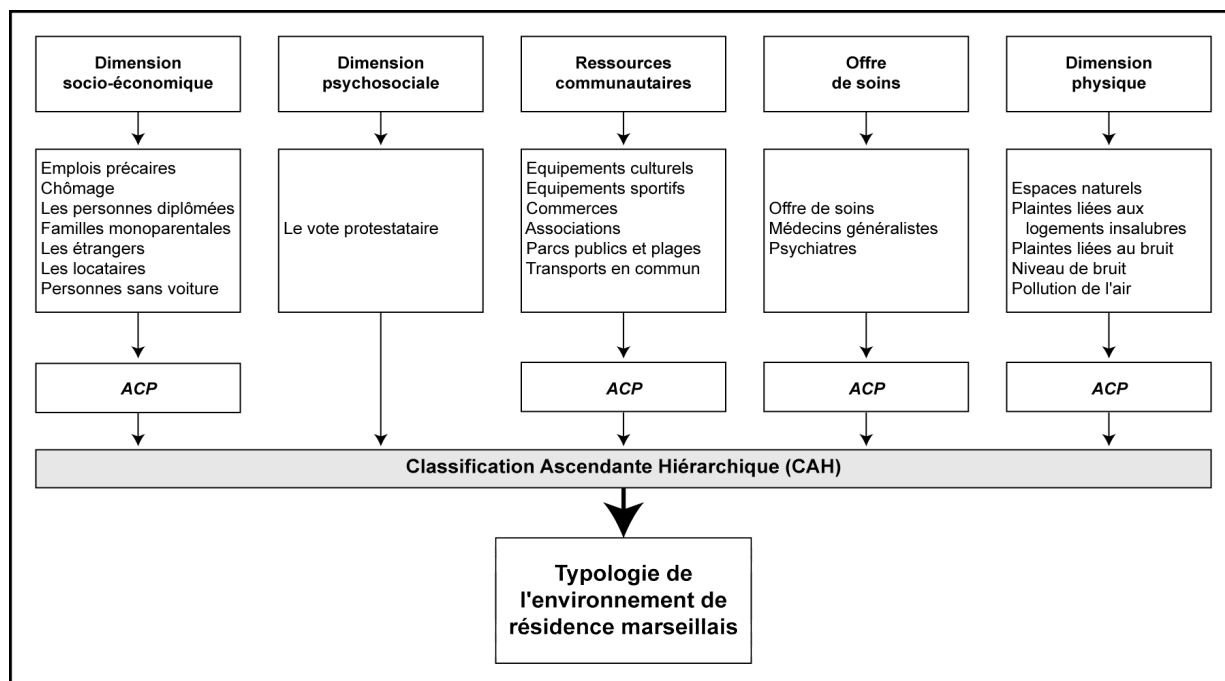 Dimension
socio-économique
Dimension
psychosociale
Ressources
communautaires
Offre
de soins
Dimension
physique
Emplois précaires
Chômage
Les personnes diplômées
Familles monoparentales
Les étrangers
Les locataires
Personnes sans voiture
Le vote protestataire
Equipements culturels
Equipements sportifs
Commerces
Associations
Parcs publics et plages
Transports en commun
Offre de soins
Médecins généralistes
Psychiatres
Espaces naturels
Plaintes liées aux
logements insalubres
Plaintes liées au bruit
Niveau de bruit
Pollution de l'air
ACP
ACP
ACP
ACP
Classification Ascendante Hiérarchique (CAH)
Typologie de
l'environnement de
résidence marseillais